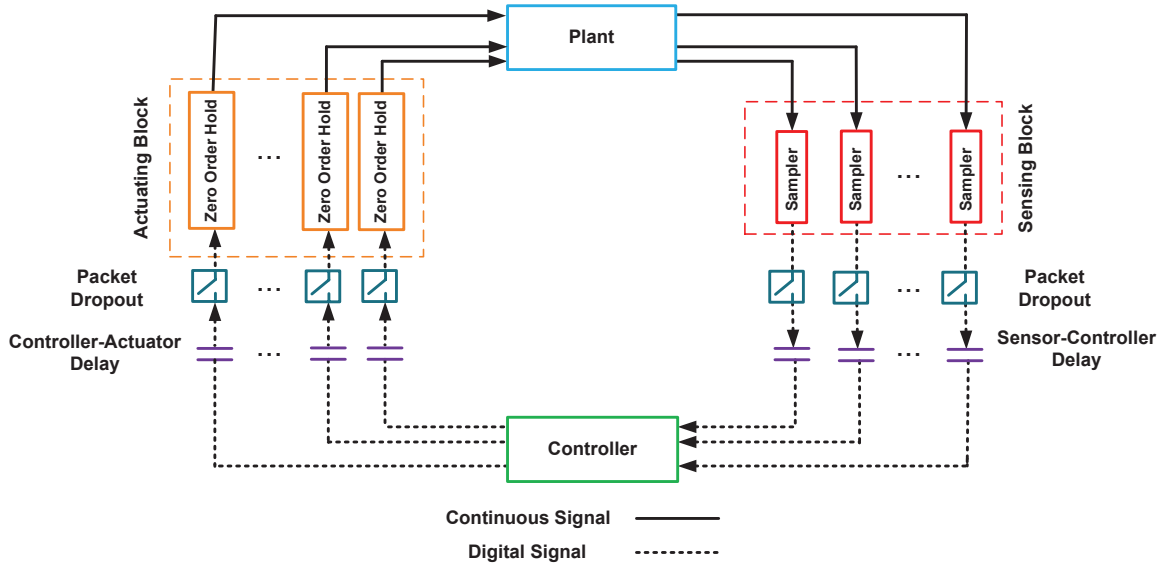 Plant
Actuating Block
Zero Order Hold
...
Zero Order Hold
Zero Order Hold
Sampler
Sampler
...
Sampler
Sensing Block
Packet
Dropout
...
...
Packet
Dropout
Controller-Actuator
Delay
...
...
Sensor-Controller
Delay
Controller
Continuous Signal
Digital Signal